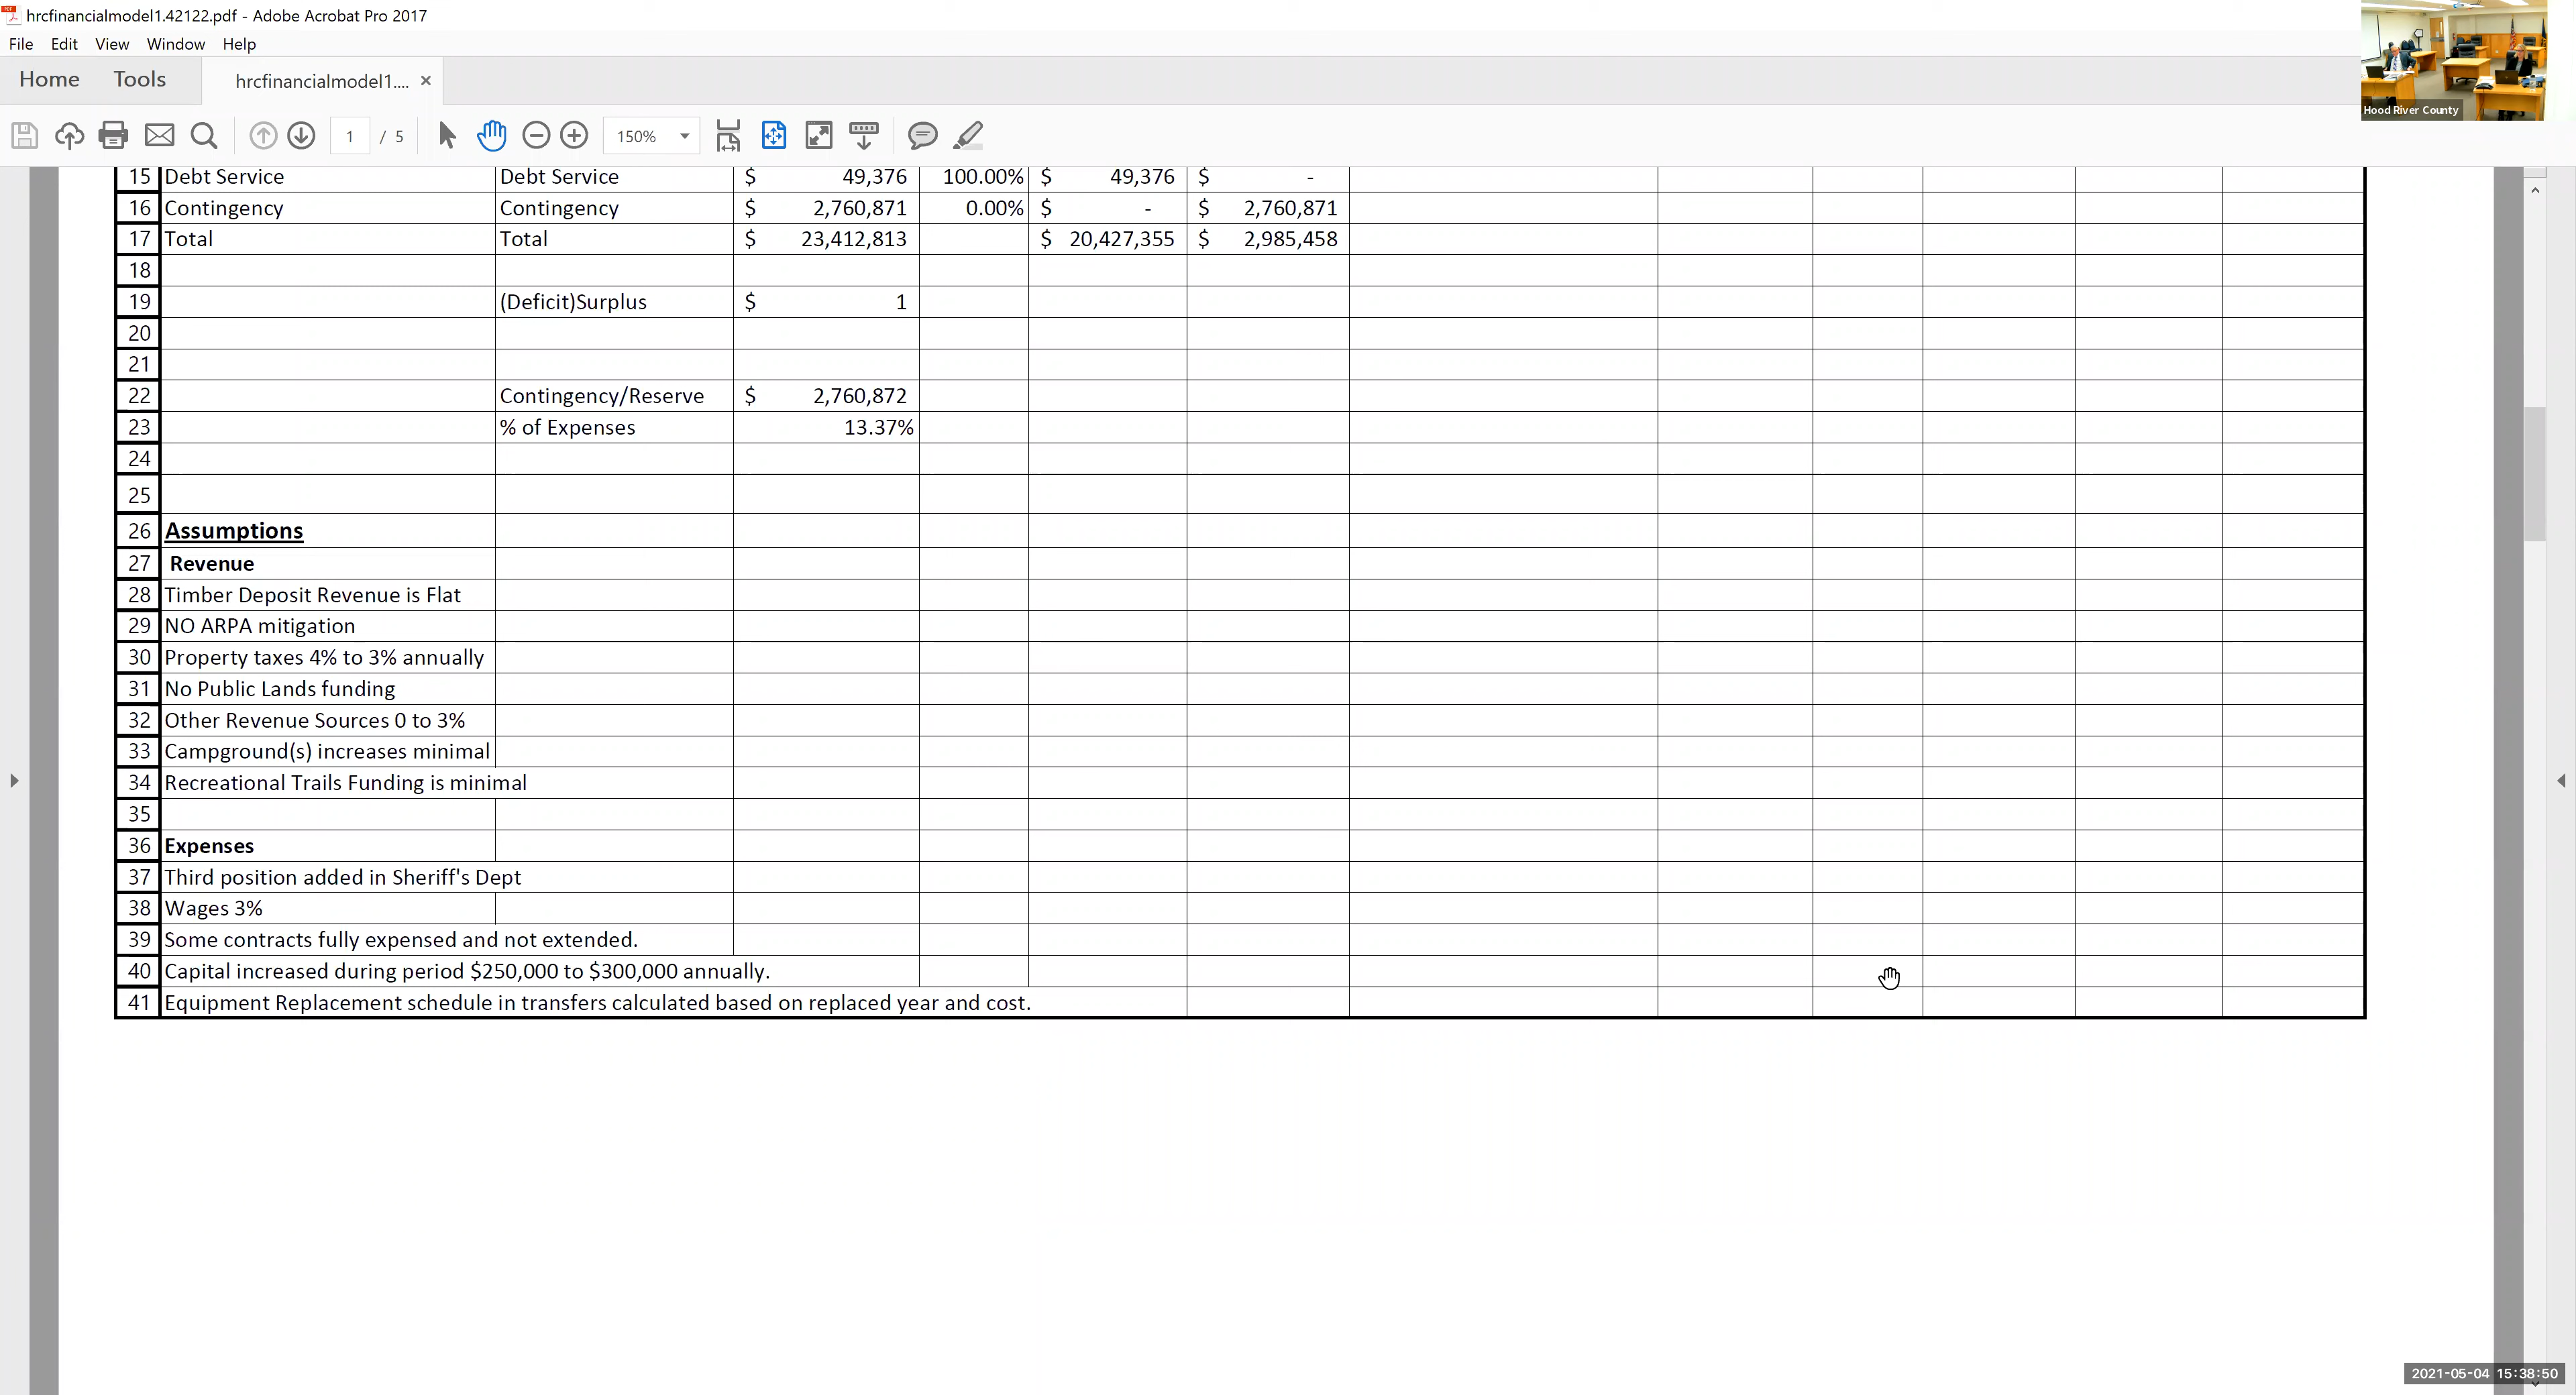 hrcfinancialmodel1.42122.pdf - Adobe Acrobat Pro 2017
File Edit View Window Help
Home Tools hrcfinancialmodel1.... ×
1 / 5 150%
Hood River County
15 Debt Service Debt Service $ 49,376 100.00% $ 49,376 $ -
16 Contingency Contingency $ 2,760,871 0.00% $ - $ 2,760,871
17 Total Total $ 23,412,813 $ 20,427,355 $ 2,985,458
18
19 (Deficit)Surplus $ 1
20
21
22 Contingency/Reserve $ 2,760,872
23 % of Expenses 13.37%
24
25
26 Assumptions
27 Revenue
28 Timber Deposit Revenue is Flat
29 NO ARPA mitigation
30 Property taxes 4% to 3% annually
31 No Public Lands funding
32 Other Revenue Sources 0 to 3%
33 Campground(s) increases minimal
34 Recreational Trails Funding is minimal
35
36 Expenses
37 Third position added in Sheriff's Dept
38 Wages 3%
39 Some contracts fully expensed and not extended.
40 Capital increased during period $250,000 to $300,000 annually.
41 Equipment Replacement schedule in transfers calculated based on replaced year and cost.
2021-05-04 15:38:50